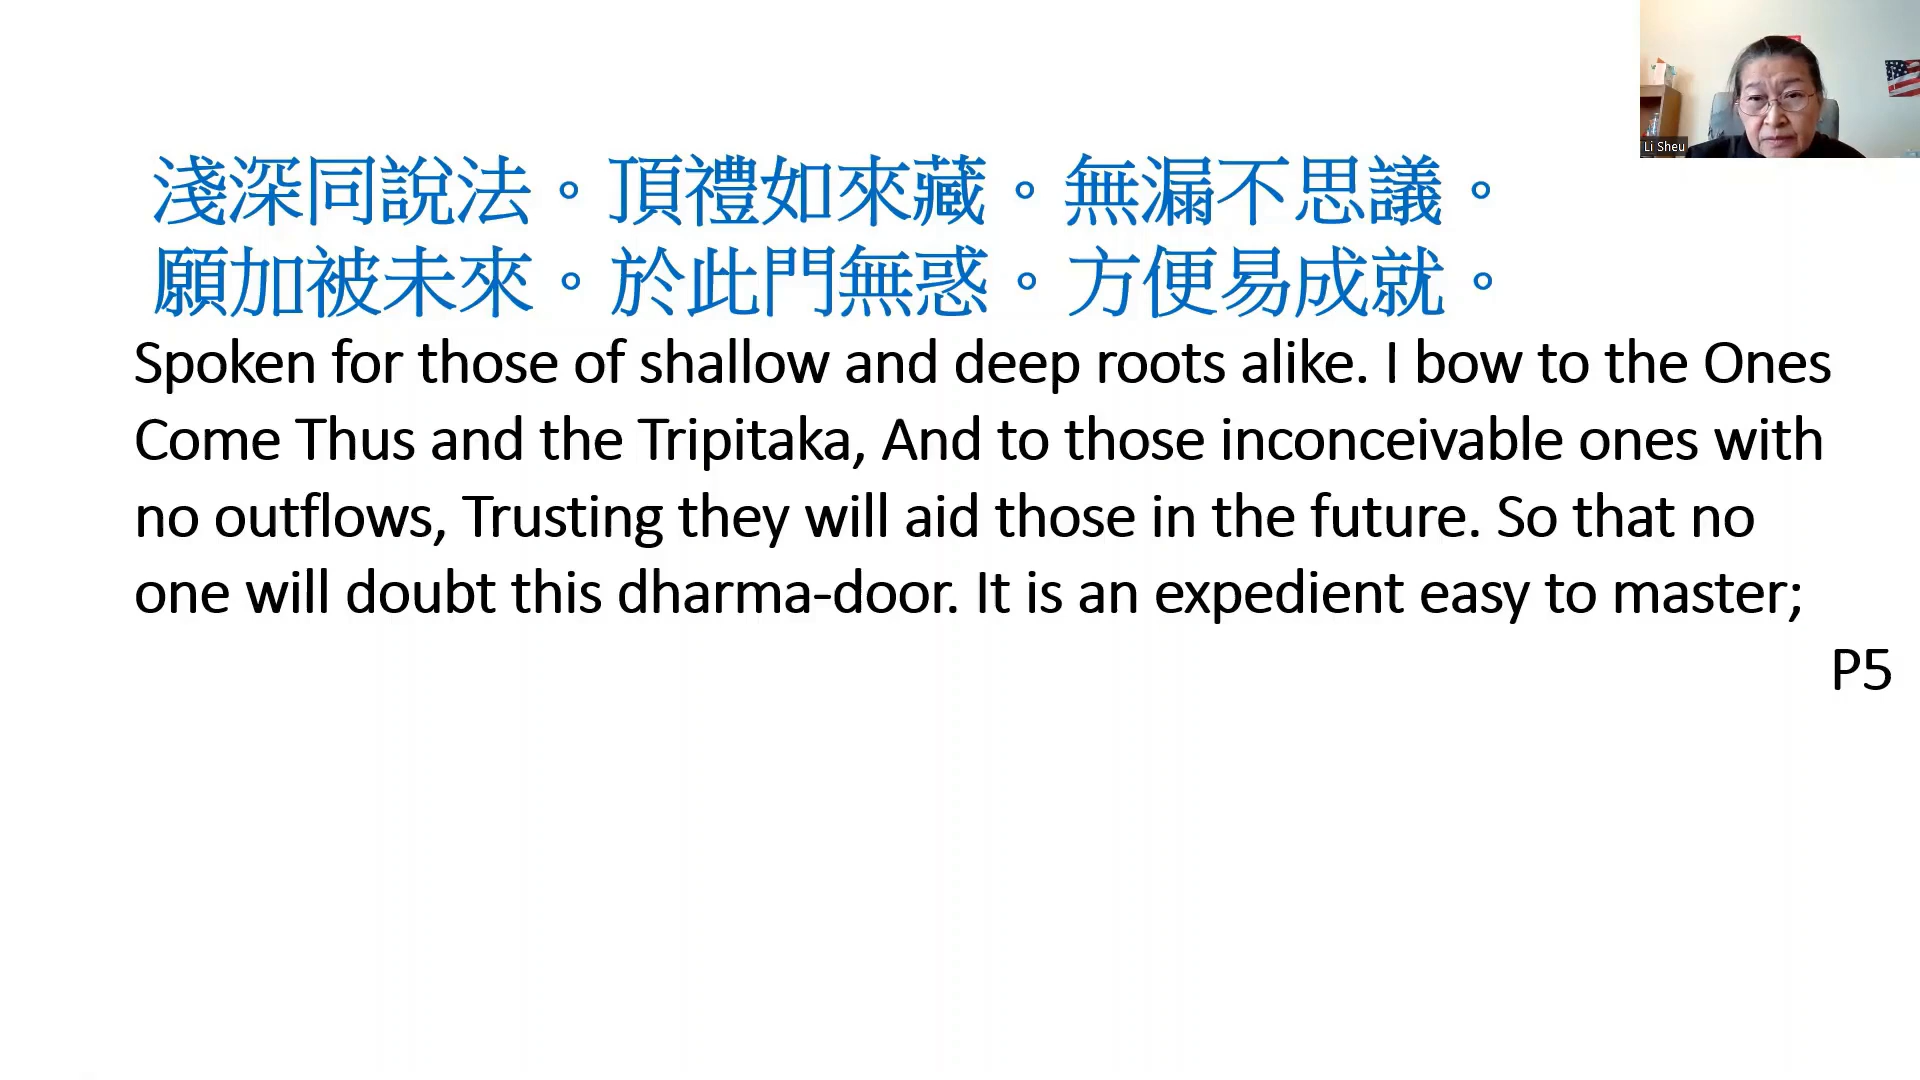 Li Sheu
淺深同說法。頂禮如來藏。無漏不思議。
願加被未來。於此門無惑。方便易成就。
Spoken for those of shallow and deep roots alike. I bow to the Ones
Come Thus and the Tripitaka, And to those inconceivable ones with
no outflows, Trusting they will aid those in the future. So that no
one will doubt this dharma-door. It is an expedient easy to master;
P5